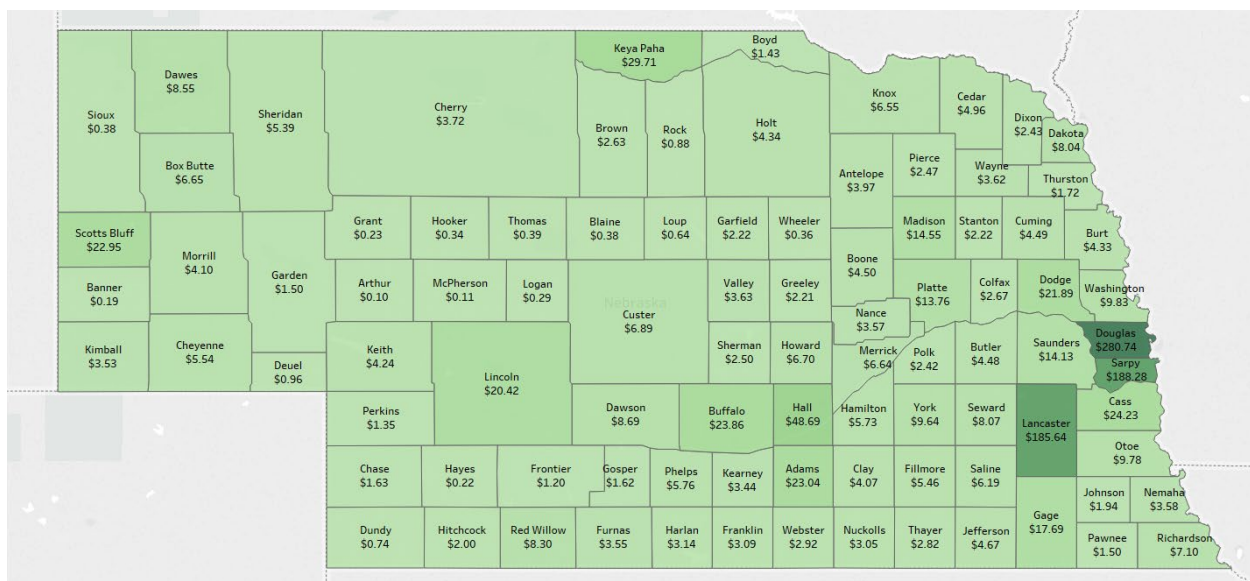 Keya Paha
$29.71
Boyd
$1.43
Dawes
$8.55
Sioux
$0.38
Sheridan
$5.39
Cherry
$3.72
Brown
$2.63
Rock
$0.88
Holt
$4.34
Knox
$6.55
Cedar
$4.96
Dixon
$2.43
Dakota
$8.04
Box Butte
$6.65
Antelope
$3.97
Pierce
$2.47
Wayne
$3.62
Thurston
$1.72
Scotts Bluff
$22.95
Grant
$0.23
Hooker
$0.34
Thomas
$0.39
Blaine
$0.38
Loup
$0.64
Garfield
$2.22
Wheeler
$0.36
Madison
$14.55
Stanton
$2.22
Cuming
$4.49
Burt
$4.33
Morrill
$4.10
Garden
$1.50
Boone
$4.50
Banner
$0.19
Arthur
$0.10
McPherson
$0.11
Logan
$0.29
Nebraska
Custer
$6.89
Valley
$3.63
Greeley
$2.21
Platte
$13.76
Colfax
$2.67
Dodge
$21.89
Washington
$9.83
Nance
$3.57
Kimball
$3.53
Cheyenne
$5.54
Deuel
$0.96
Keith
$4.24
Lincoln
$20.42
Sherman
$2.50
Howard
$6.70
Merrick
$6.64
Polk
$2.42
Butler
$4.48
Saunders
$14.13
Douglas
$280.74
Sarpy
$188.28
Perkins
$1.35
Dawson
$8.69
Buffalo
$23.86
Hall
$48.69
Hamilton
$5.73
York
$9.64
Seward
$8.07
Lancaster
$185.64
Cass
$24.23
Otoe
$9.78
Chase
$1.63
Hayes
$0.22
Frontier
$1.20
Gosper
$1.62
Phelps
$5.76
Kearney
$3.44
Adams
$23.04
Clay
$4.07
Fillmore
$5.46
Saline
$6.19
Gage
$17.69
Johnson
$1.94
Nemaha
$3.58
Dundy
$0.74
Hitchcock
$2.00
Red Willow
$8.30
Furnas
$3.55
Harlan
$3.14
Franklin
$3.09
Webster
$2.92
Nuckolls
$3.05
Thayer
$2.82
Jefferson
$4.67
Pawnee
$1.50
Richardson
$7.10